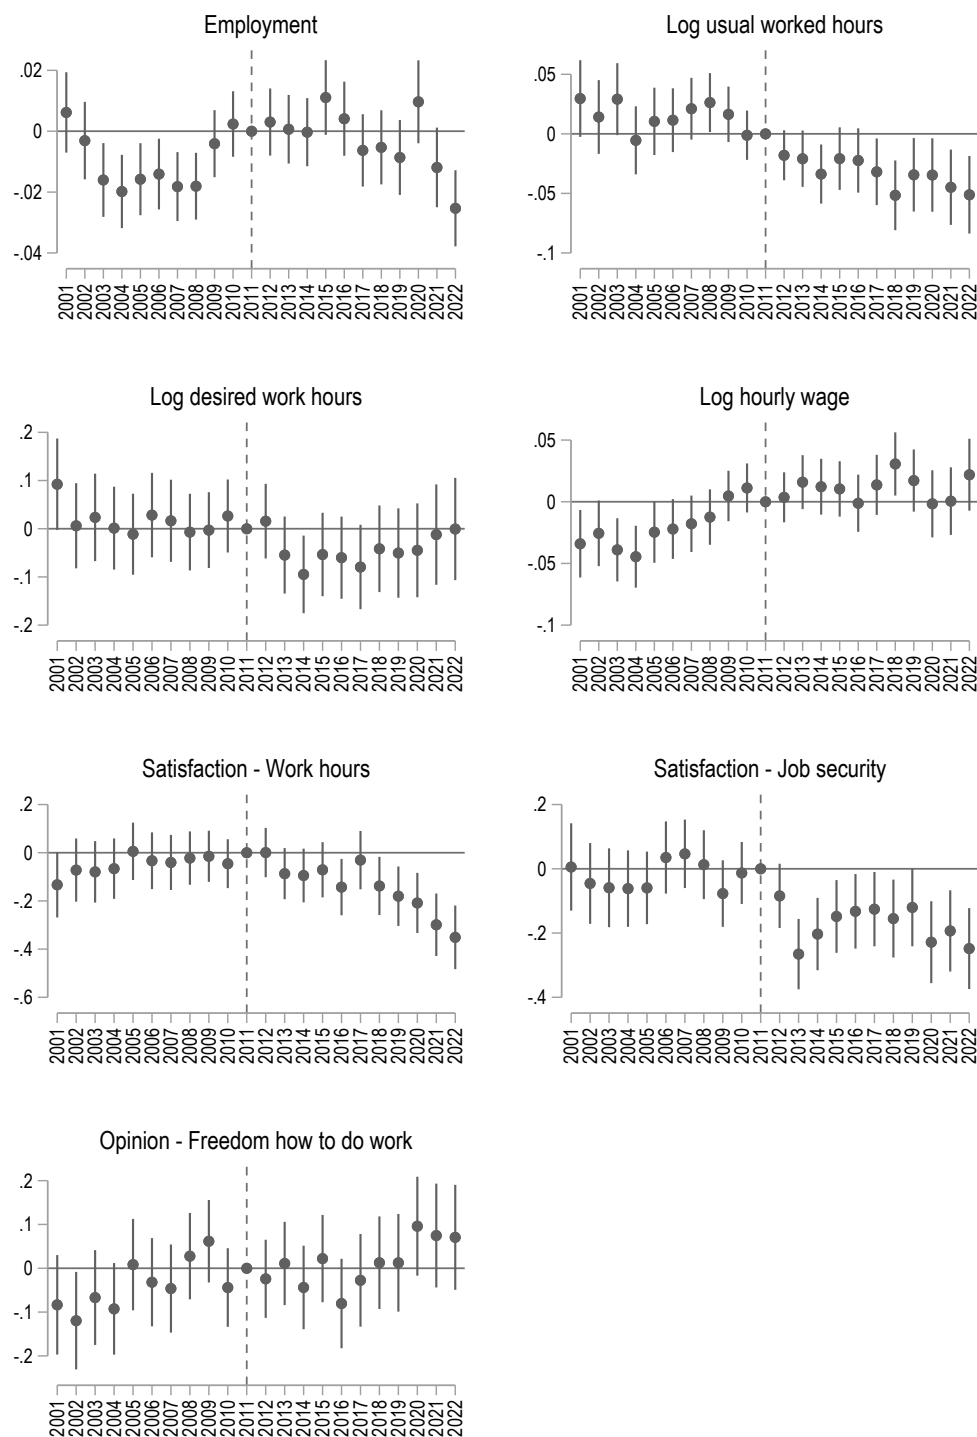 Employment
.02
0
-.02
-.04
2001 2002 2003 2004 2005 2006 2007 2008 2009 2010 2011 2012 2013 2014 2015 2016 2017 2018 2019 2020 2021 2022
Log usual worked hours
.05
0
-.05
-.1
2001 2002 2003 2004 2005 2006 2007 2008 2009 2010 2011 2012 2013 2014 2015 2016 2017 2018 2019 2020 2021 2022
Log desired work hours
.2
.1
0
-.1
-.2
2001 2002 2003 2004 2005 2006 2007 2008 2009 2010 2011 2012 2013 2014 2015 2016 2017 2018 2019 2020 2021 2022
Log hourly wage
.05
0
-.05
-.1
2001 2002 2003 2004 2005 2006 2007 2008 2009 2010 2011 2012 2013 2014 2015 2016 2017 2018 2019 2020 2021 2022
Satisfaction - Work hours
.2
0
-.2
-.4
-.6
2001 2002 2003 2004 2005 2006 2007 2008 2009 2010 2011 2012 2013 2014 2015 2016 2017 2018 2019 2020 2021 2022
Satisfaction - Job security
.2
0
-.2
-.4
2001 2002 2003 2004 2005 2006 2007 2008 2009 2010 2011 2012 2013 2014 2015 2016 2017 2018 2019 2020 2021 2022
Opinion - Freedom how to do work
.2
.1
0
-.1
-.2
2001 2002 2003 2004 2005 2006 2007 2008 2009 2010 2011 2012 2013 2014 2015 2016 2017 2018 2019 2020 2021 2022